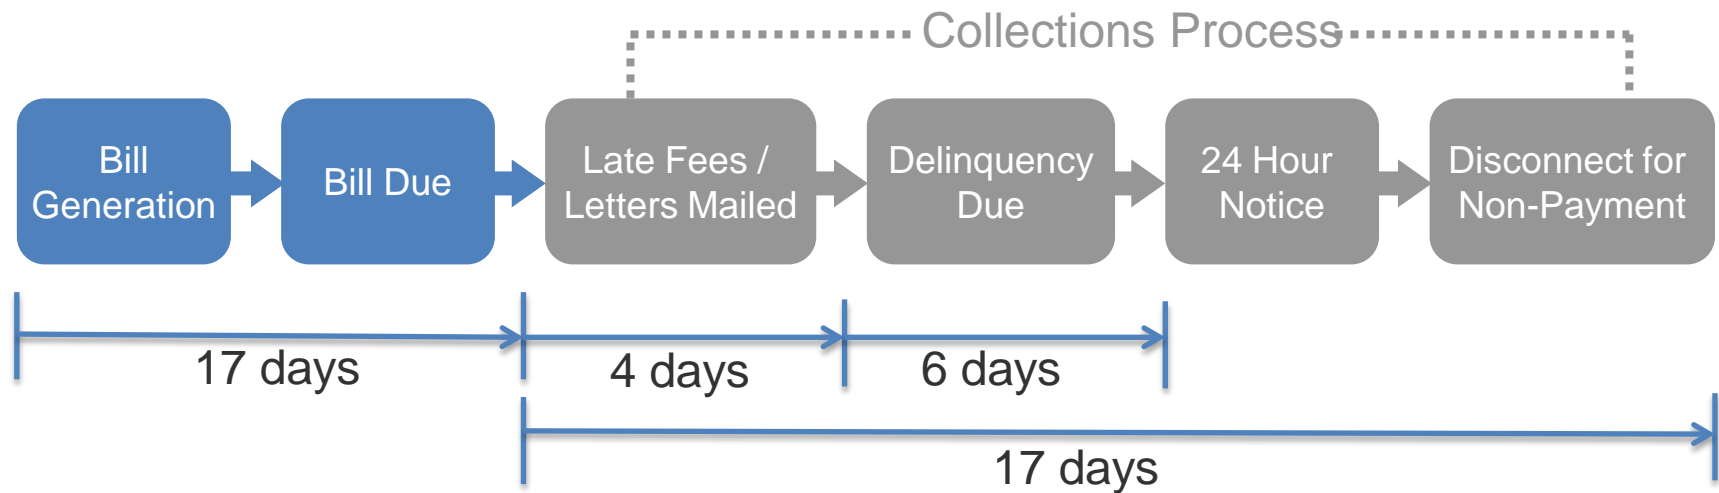 Collections Process
Bill
Generation
Bill Due
Late Fees /
Letters Mailed
Delinquency
Due
24 Hour
Notice
Disconnect for
Non-Payment
17 days
4 days
6 days
17 days